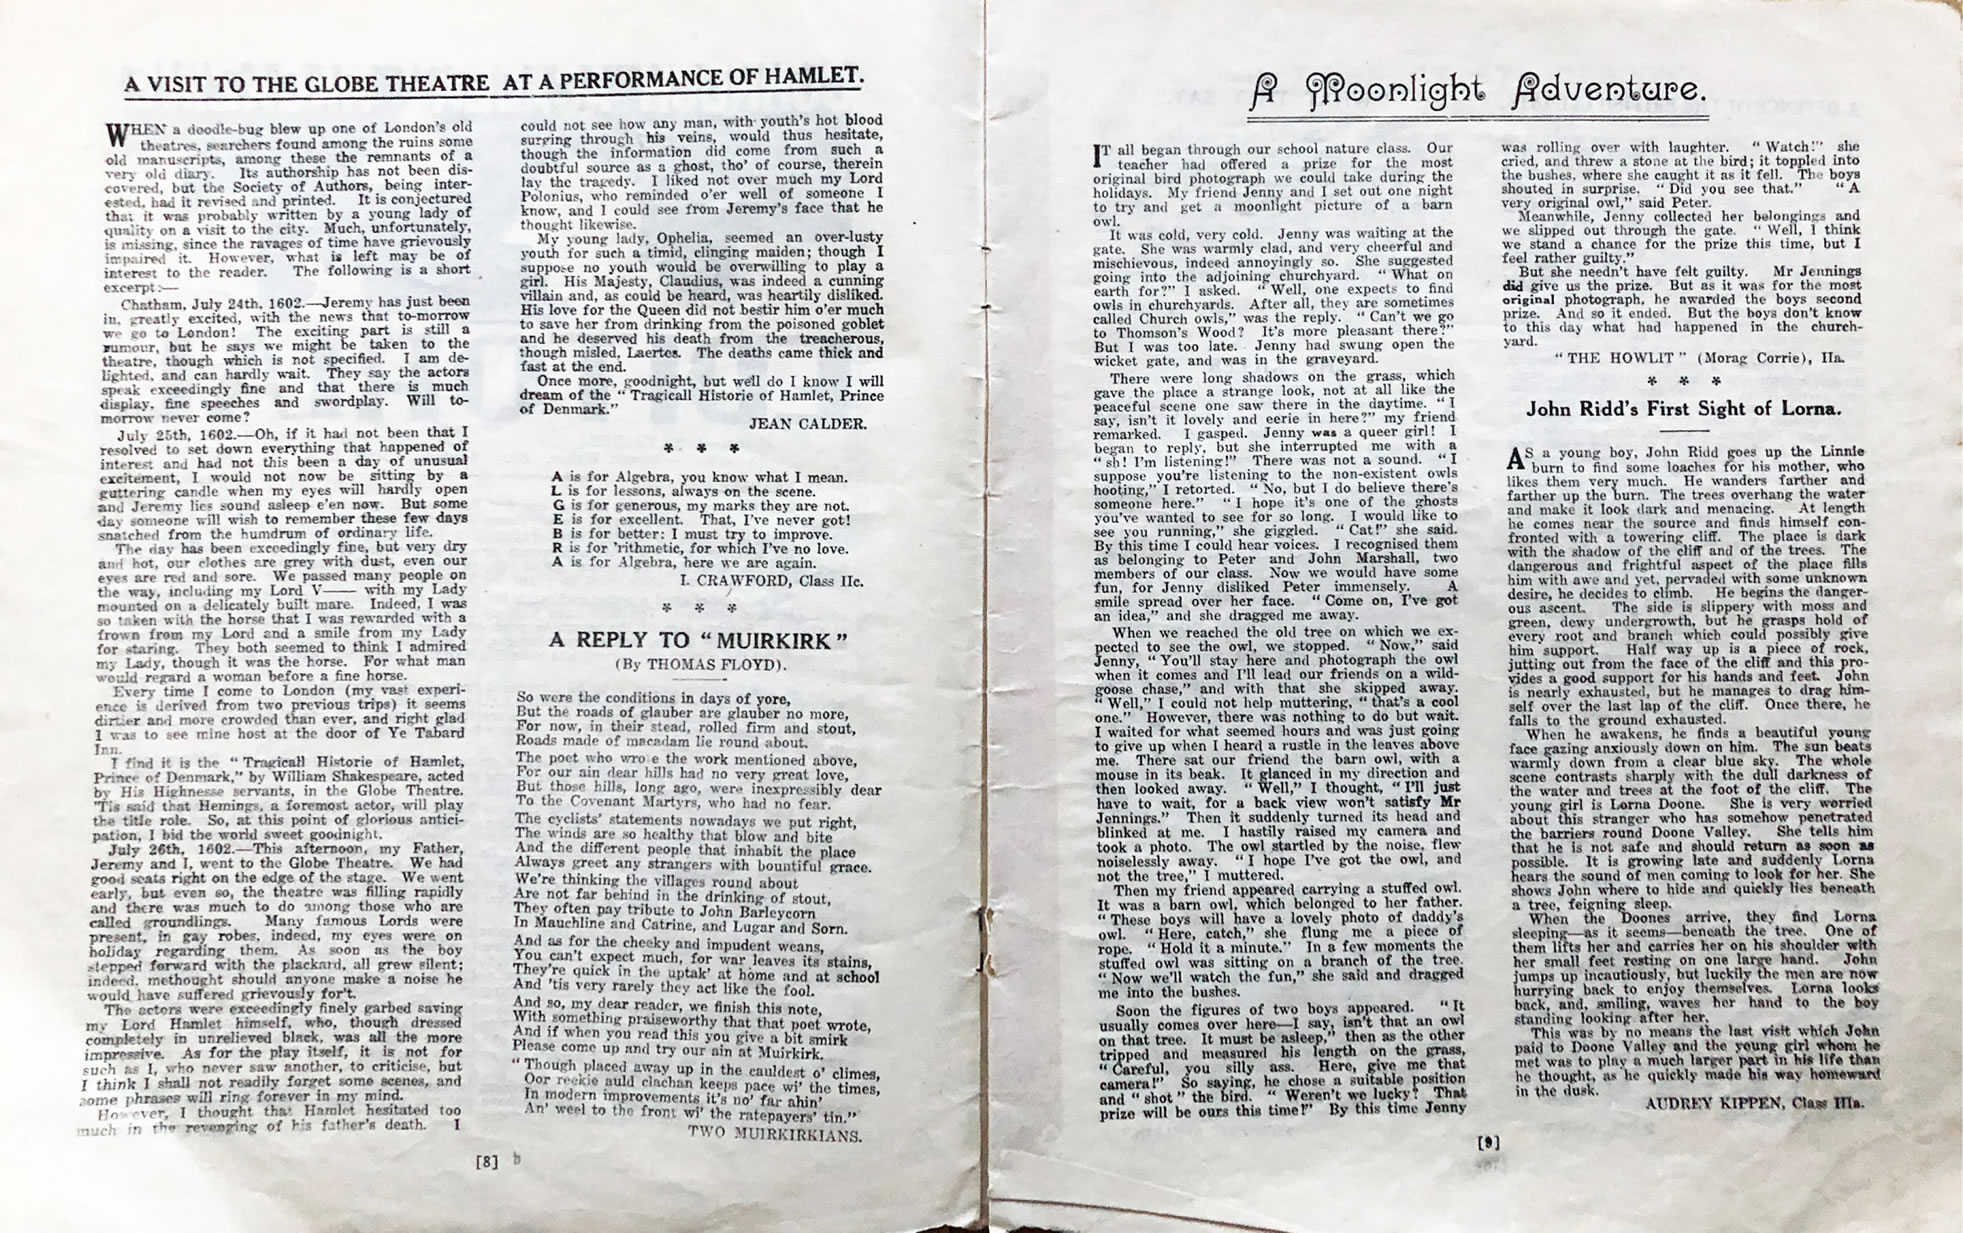 A VISIT TO THE GLOBE THEATRE AT A PERFORMANCE OF HAMLET.
WHEN a doodle-bug blew up one of London's old
theatres, searchers found among the ruins some
old manuscripts, among these the remnants of a
very old diary. Its authorship has not been dis-
covered, but the Society of Authors, being inter-
ested, had it revised and printed. It is conjectured
that it was probably written by a young lady of
quality on a visit to the city. Much, unfortunately,
is missing, since the ravages of time have grievously
impaired it. However, what is left may be of
interest to the reader. The following is a short
excerpt:—
Chatham, July 24th, 1602.—Jeremy has just been
in, greatly excited, with the news that to-morrow
we go to London! The exciting part is still a
rumour, but he says we might be taken to the
theatre, though which is not specified. I am de-
lighted, and can hardly wait. They say the actors
speak exceedingly fine and that there is much
display, fine speeches and swordplay. Will to-
morrow never come?
July 25th, 1602.—Oh, if it had not been that I
resolved to set down everything that happened of
interest and had not this been a day of unusual
excitement, I would not now be sitting by a
guttering candle when my eyes will hardly open
and Jeremy lies sound asleep e'en now. But some
day someone will wish to remember these few days
snatched from the humdrum of ordinary life.
The day has been exceedingly fine, but very dry
and hot, our clothes are grey with dust, even our
eyes are red and sore. We passed many people on
the way, including my Lord V—— with my Lady
mounted on a delicately built mare. Indeed, I was
so taken with the horse that I was rewarded with a
frown from my Lord and a smile from my Lady
for staring. They both seemed to think I admired
my Lady, though it was the horse. For what man
would regard a woman before a fine horse.
Every time I come to London (my vast experi-
ence is derived from two previous trips) it seems
dirtier and more crowded than ever, and right glad
I was to see mine host at the door of Ye Tabard
Inn.
I find it is the "Tragicall Historie of Hamlet,
Prince of Denmark," by William Shakespeare, acted
by His Highnesse servants, in the Globe Theatre.
'Tis said that Hemings, a foremost actor, will play
the title role. So, at this point of glorious antici-
pation, I bid the world sweet goodnight.
July 26th, 1602.—This afternoon, my Father,
Jeremy and I, went to the Globe Theatre. We had
good seats right on the edge of the stage. We went
early, but even so, the theatre was filling rapidly
and there was much to do among those who are
called groundlings. Many famous Lords were
present, in gay robes, indeed, my eyes were on
holiday regarding them. As soon as the boy
stepped forward with the plackard, all grew silent;
indeed, methought should anyone make a noise he
would have suffered grievously for't.
The actors were exceedingly finely garbed saving
my Lord Hamlet himself, who, though dressed
completely in unrelieved black, was all the more
impressive. As for the play itself, it is not for
such as I, who never saw another, to criticise, but
I think I shall not readily forget some scenes, and
some phrases will ring forever in my mind.
However, I thought that Hamlet hesitated too
much in the revenging of his father's death. I
could not see how any man, with youth's hot blood
surging through his veins, would thus hesitate,
though the information did come from such a
doubtful source as a ghost, tho' of course, therein
lay the tragedy. I liked not over much my Lord
Polonius, who reminded o'er well of someone I
know, and I could see from Jeremy's face that he
thought likewise.
My young lady, Ophelia, seemed an over-lusty
youth for such a timid, clinging maiden; though I
suppose no youth would be overwilling to play a
girl. His Majesty, Claudius, was indeed a cunning
villain and, as could be heard, was heartily disliked.
His love for the Queen did not bestir him o'er much
to save her from drinking from the poisoned goblet
and he deserved his death from the treacherous,
though misled, Laertes. The deaths came thick and
fast at the end.
Once more, goodnight, but well do I know I will
dream of the "Tragicall Historie of Hamlet, Prince
of Denmark."
JEAN CALDER.
* * *
A is for Algebra, you know what I mean.
L is for lessons, always on the scene.
G is for generous, my marks they are not.
E is for excellent. That, I've never got!
B is for better: I must try to improve.
R is for 'rithmetic, for which I've no love.
A is for Algebra, here we are again.
I. CRAWFORD, Class IIc.
* * *
A REPLY TO "MUIRKIRK"
(By THOMAS FLOYD).
So were the conditions in days of yore,
But the roads of glauber are glauber no more,
For now, in their stead, rolled firm and stout,
Roads made of macadam lie round about.
The poet who wrote the work mentioned above,
For our ain dear hills had no very great love,
But those hills, long ago, were inexpressibly dear
To the Covenant Martyrs, who had no fear.
The cyclists' statements nowadays we put right,
The winds are so healthy that blow and bite
And the different people that inhabit the place
Always greet any strangers with bountiful grace.
We're thinking the villages round about
Are not far behind in the drinking of stout,
They often pay tribute to John Barleycorn
In Mauchline and Catrine, and Lugar and Sorn.
And as for the cheeky and impudent weans,
You can't expect much, for war leaves its stains,
They're quick in the uptak' at home and at school
And 'tis very rarely they act like the fool.
And so, my dear reader, we finish this note,
With something praiseworthy that that poet wrote,
And if when you read this you give a bit smirk
Please come up and try our ain at Muirkirk.
"Though placed away up in the cauldest o' climes,
Oor reekie auld clachan keeps pace wi' the times,
In modern improvements it's no' far ahin'
An' weel to the front wi' the ratepayers' tin."
TWO MUIRKIRKIANS.
[8]
A Moonlight Adventure.
IT all began through our school nature class. Our
teacher had offered a prize for the most
original bird photograph we could take during the
holidays. My friend Jenny and I set out one night
to try and get a moonlight picture of a barn
owl.
It was cold, very cold. Jenny was waiting at the
gate. She was warmly clad, and very cheerful and
mischievous, indeed annoyingly so. She suggested
going into the adjoining churchyard. "What on
earth for?" I asked. "Well, one expects to find
owls in churchyards. After all, they are sometimes
called Church owls," was the reply. "Can't we go
to Thomson's Wood? It's more pleasant there?"
But I was too late. Jenny had swung open the
wicket gate, and was in the graveyard.
There were long shadows on the grass, which
gave the place a strange look, not at all like the
peaceful scene one saw there in the daytime. "I
say, isn't it lovely and eerie in here?" my friend
remarked. I gasped. Jenny was a queer girl! I
began to reply, but she interrupted me with a
"sh! I'm listening!" There was not a sound. "I
suppose you're listening to the non-existent owls
hooting," I retorted. "No, but I do believe there's
someone here." "I hope it's one of the ghosts
you've wanted to see for so long. I would like to
see you running," she giggled. "Cat!" she said.
By this time I could hear voices. I recognised them
as belonging to Peter and John Marshall, two
members of our class. Now we would have some
fun, for Jenny disliked Peter immensely. A
smile spread over her face. "Come on, I've got
an idea," and she dragged me away.
When we reached the old tree on which we ex-
pected to see the owl, we stopped. "Now," said
Jenny, "You'll stay here and photograph the owl
when it comes and I'll lead our friends on a wild-
goose chase," and with that she skipped away.
"Well," I could not help muttering, "that's a cool
one." However, there was nothing to do but wait.
I waited for what seemed hours and was just going
to give up when I heard a rustle in the leaves above
me. There sat our friend the barn owl, with a
mouse in its beak. It glanced in my direction and
then looked away. "Well," I thought, "I'll just
have to wait, for a back view won't satisfy Mr
Jennings." Then it suddenly turned its head and
blinked at me. I hastily raised my camera and
took a photo. The owl startled by the noise, flew
noiselessly away. "I hope I've got the owl, and
not the tree," I muttered.
Then my friend appeared carrying a stuffed owl.
It was a barn owl, which belonged to her father.
"These boys will have a lovely photo of daddy's
owl. "Here, catch," she flung me a piece of
rope. "Hold it a minute." In a few moments the
stuffed owl was sitting on a branch of the tree.
"Now we'll watch the fun," she said and dragged
me into the bushes.
Soon the figures of two boys appeared. "It
usually comes over here—I say, isn't that an owl
on that tree. It must be asleep," then as the other
tripped and measured his length on the grass,
"Careful, you silly ass. Here, give me that
camera!" So saying, he chose a suitable position
and "shot" the bird. "Weren't we lucky? That
prize will be ours this time!" By this time Jenny
was rolling over with laughter. "Watch!" she
cried, and threw a stone at the bird; it toppled into
the bushes, where she caught it as it fell. The boys
shouted in surprise. "Did you see that." "A
very original owl," said Peter.
Meanwhile, Jenny collected her belongings and
we slipped out through the gate. "Well, I think
we stand a chance for the prize this time, but I
feel rather guilty."
But she needn't have felt guilty. Mr Jennings
did give us the prize. But as it was for the most
original photograph, he awarded the boys second
prize. And so it ended. But the boys don't know
to this day what had happened in the church-
yard.
"THE HOWLIT" (Morag Corrie), IIa.
* * *
John Ridd's First Sight of Lorna.
AS a young boy, John Ridd goes up the Linnie
burn to find some loaches for his mother, who
likes them very much. He wanders farther and
farther up the burn. The trees overhang the water
and make it look dark and menacing. At length
he comes near the source and finds himself con-
fronted with a towering cliff. The place is dark
with the shadow of the cliff and of the trees. The
dangerous and frightful aspect of the place fills
him with awe and yet, pervaded with some unknown
desire, he decides to climb. He begins the danger-
ous ascent. The side is slippery with moss and
green, dewy undergrowth, but he grasps hold of
every root and branch which could possibly give
him support. Half way up is a piece of rock,
jutting out from the face of the cliff and this pro-
vides a good support for his hands and feet. John
is nearly exhausted, but he manages to drag him-
self over the last lap of the cliff. Once there, he
falls to the ground exhausted.
When he awakens, he finds a beautiful young
face gazing anxiously down on him. The sun beats
warmly down from a clear blue sky. The whole
scene contrasts sharply with the dull darkness of
the water and trees at the foot of the cliff. The
young girl is Lorna Doone. She is very worried
about this stranger who has somehow penetrated
the barriers round Doone Valley. She tells him
that he is not safe and should return as soon as
possible. It is growing late and suddenly Lorna
hears the sound of men coming to look for her. She
shows John where to hide and quickly lies beneath
a tree, feigning sleep.
When the Doones arrive, they find Lorna
sleeping—as it seems—beneath the tree. One of
them lifts her and carries her on his shoulder with
her small feet resting on one large hand. John
jumps up incautiously, but luckily the men are now
hurrying back to enjoy themselves. Lorna looks
back, and, smiling, waves her hand to the boy
standing looking after her.
This was by no means the last visit which John
paid to Doone Valley and the young girl whom he
met was to play a much larger part in his life than
he thought, as he quickly made his way homeward
in the dusk.
AUDREY KIPPEN, Class IIIa.
[9]